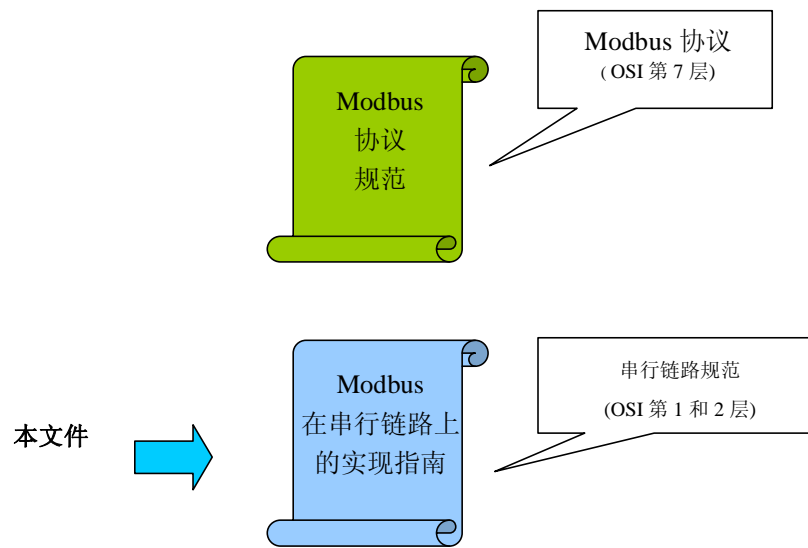 Modbus 协议
( OSI 第 7 层)
Modbus
协议
规范
串行链路规范
(OSI 第 1 和 2 层)
Modbus
在串行链路上
的实现指南
本文件